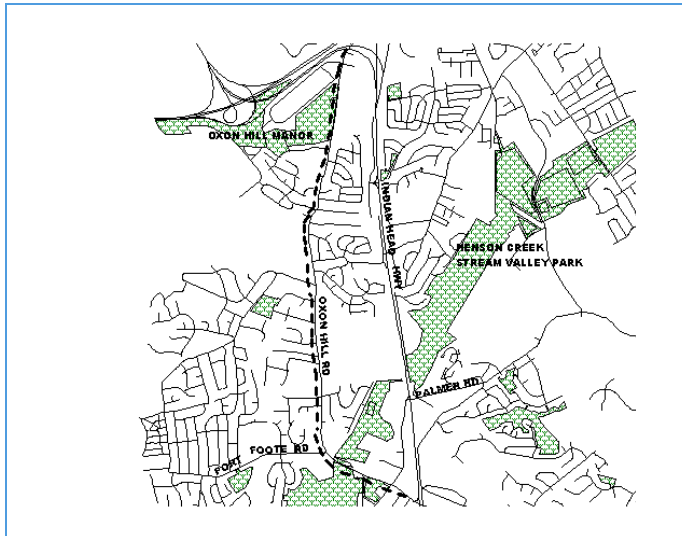 OXON HILL MANOR
INDIAN HEAD HWY
HENSON CREEK
STREAM VALLEY PARK
OXON HILL RD
PALMER RD
FORT FOOTE RD